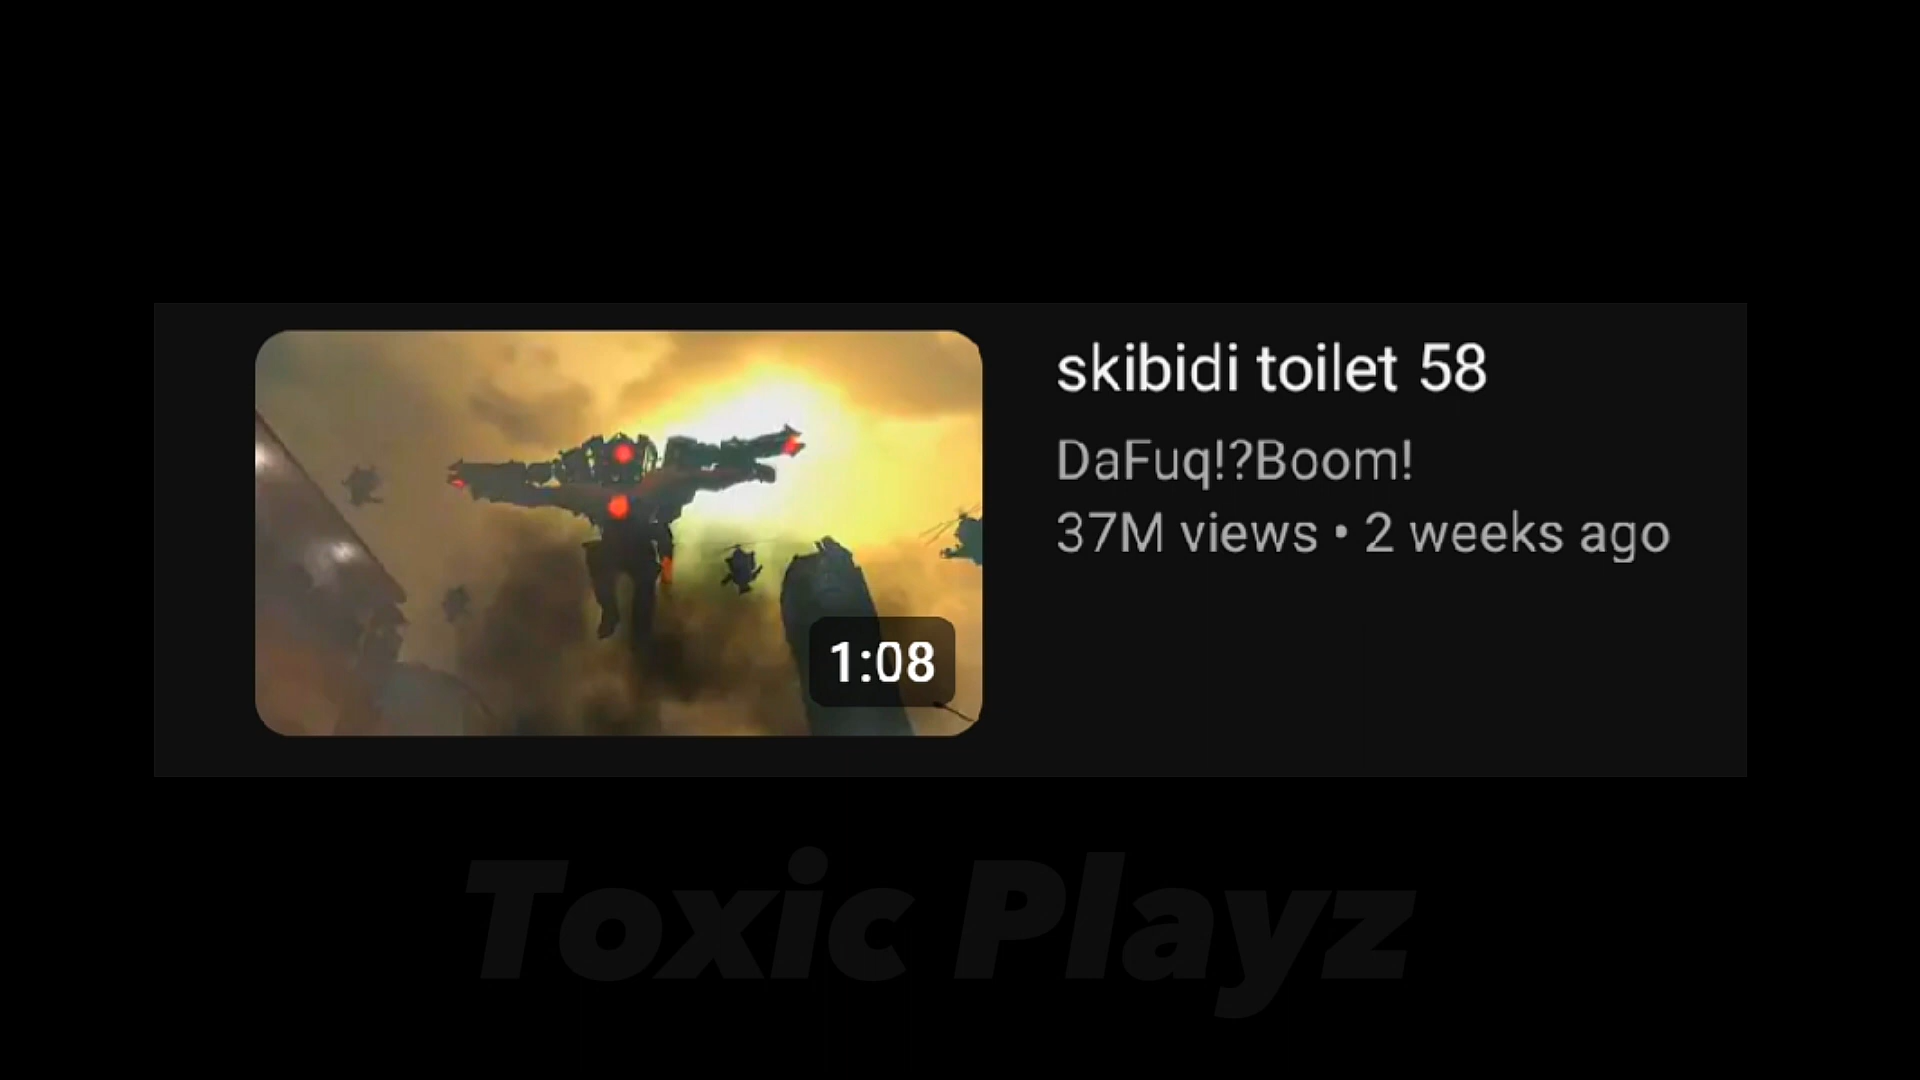 skibidi toilet 58
DaFuq!?Boom!
37M views • 2 weeks ago
1:08
Toxic Playz